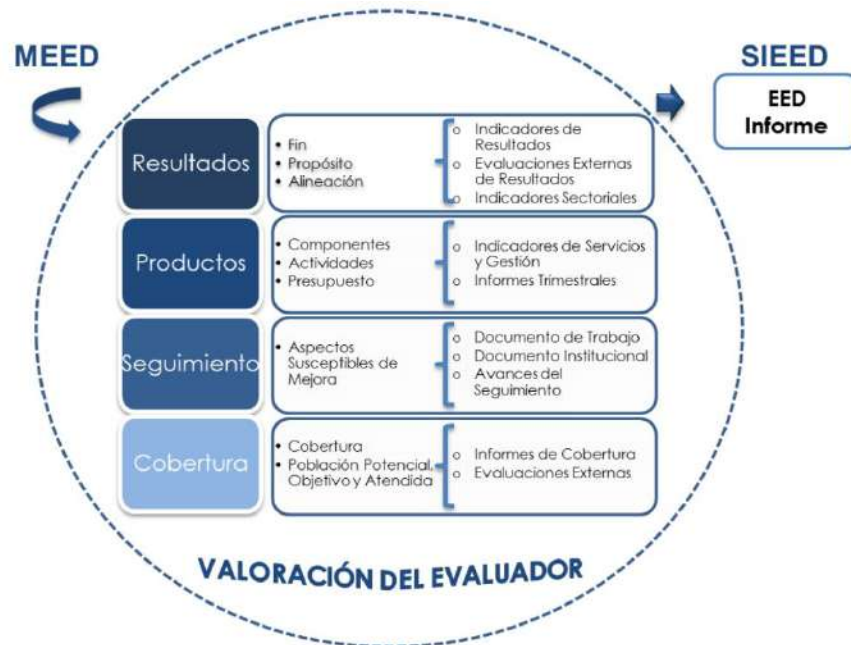 MEED
SIEED
EED
Informe
Resultados
• Fin
• Propósito
• Alineación
o Indicadores de
Resultados
o Evaluaciones Externas
de Resultados
o Indicadores Sectoriales
Productos
• Componentes
• Actividades
• Presupuesto
o Indicadores de Servicios
y Gestión
o Informes Trimestrales
Seguimiento
• Aspectos
Susceptibles de
Mejora
o Documento de Trabajo
o Documento Institucional
o Avances del
Seguimiento
Cobertura
• Cobertura
• Población Potencial,
Objetivo y Atendida
o Informes de Cobertura
o Evaluaciones Externas
VALORACIÓN DEL EVALUADOR